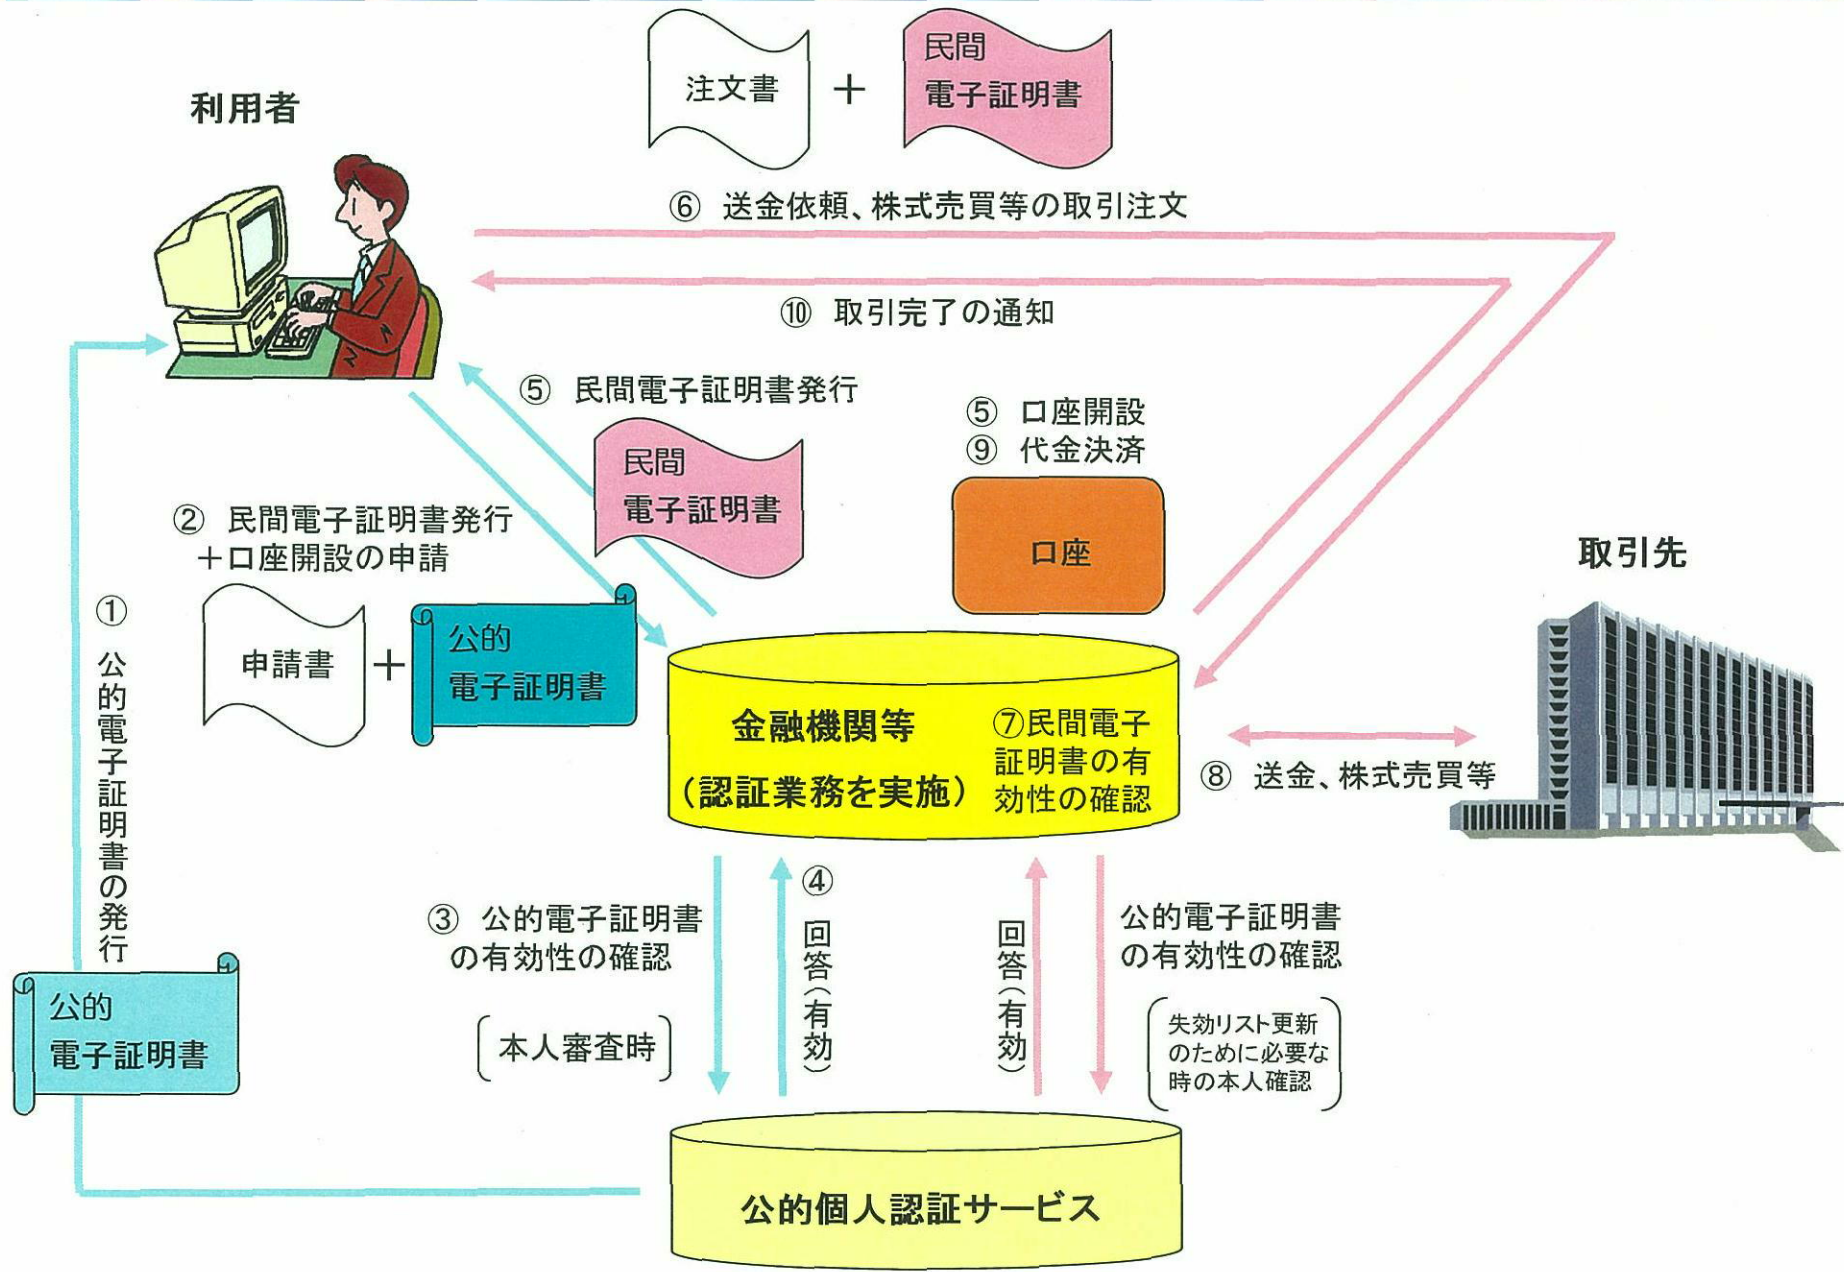 利用者
注文書
+
民間
電子証明書
⑥ 送金依頼、株式売買等の取引注文
⑩ 取引完了の通知
⑤ 民間電子証明書発行
民間
電子証明書
⑤ 口座開設
⑨ 代金決済
口座
② 民間電子証明書発行
+口座開設の申請
申請書
+
公的
電子証明書
① 公的電子証明書の発行
公的
電子証明書
取引先
金融機関等
(認証業務を実施)
⑦民間電子
証明書の有
効性の確認
⑧ 送金、株式売買等
③ 公的電子証明書
の有効性の確認
本人審査時
④ 回答(有効)
回答(有効)
公的電子証明書
の有効性の確認
失効リスト更新
のために必要な
時の本人確認
公的個人認証サービス